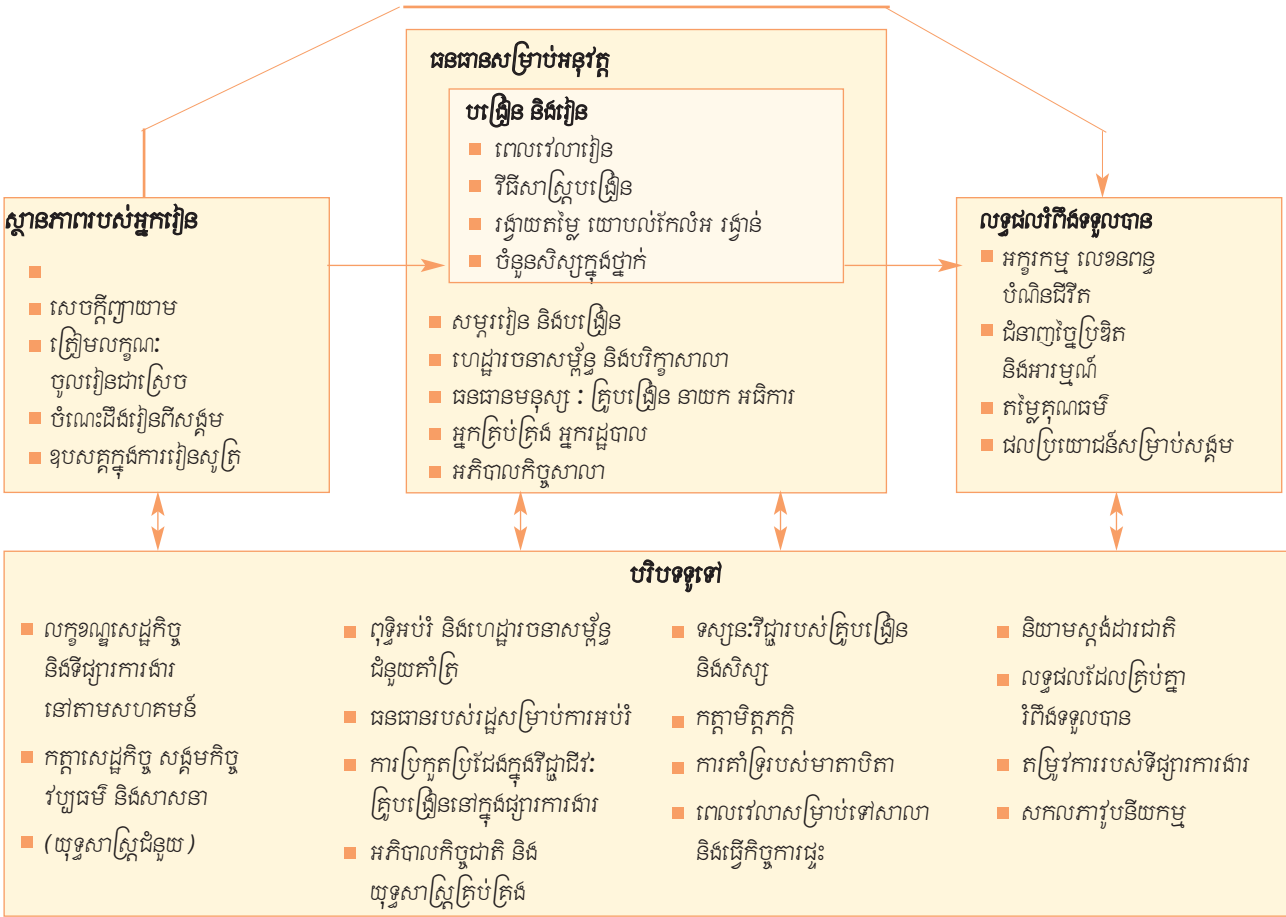 ធនធានសម្រាប់អនុវត្ត
បង្រៀន និងរៀន
ពេលវេលារៀន
វិធីសាស្ត្របង្រៀន
រង្វាយតម្លៃ យោបល់កែលំអ រង្វាន់
ចំនួនសិស្សក្នុងថ្នាក់
សម្ភររៀន និងបង្រៀន
ហេដ្ឋារចនាសម្ព័ន្ធ និងបរិក្ខាសាលា
ធនធានមនុស្ស : គ្រូបង្រៀន នាយក អធិការ
អ្នកគ្រប់គ្រង អ្នករដ្ឋបាល
អភិបាលកិច្ចសាលា
ស្ថានភាពរបស់អ្នករៀន
សេចក្តីព្យាយាម
ត្រៀមលក្ខណៈ
ចូលរៀនជាស្រេច
ចំណេះដឹងរៀនពីសង្គម
ឧបសគ្គក្នុងការរៀនសូត្រ
លទ្ធផលរំពឹងទទួលបាន
អក្ខរកម្ម លេខនពន្ធ
បំណិនជីវិត
ជំនាញច្នៃប្រឌិត
និងអារម្មណ៍
តម្លៃគុណធម៌
ផលប្រយោជន៍សម្រាប់សង្គម
បរិបទទូទៅ
លក្ខខណ្ឌសេដ្ឋកិច្ច
និងទីផ្សារការងារ
នៅតាមសហគមន៍
កត្តាសេដ្ឋកិច្ច សង្គមកិច្ច
វប្បធម៌ និងសាសនា
(យុទ្ធសាស្ត្រជំនួយ)
ពុទ្ធិអប់រំ និងហេដ្ឋារចនាសម្ព័ន្ធ
ជំនួយគាំត្រ
ធនធានរបស់រដ្ឋសម្រាប់ការអប់រំ
ការប្រកួតប្រជែងក្នុងវិជ្ជាជីវៈ
គ្រូបង្រៀននៅក្នុងផ្សារការងារ
អភិបាលកិច្ចជាតិ និង
យុទ្ធសាស្ត្រគ្រប់គ្រង
ទស្សនៈវិជ្ជារបស់គ្រូបង្រៀន
និងសិស្ស
កត្តាមិត្តភក្តិ
ការគាំទ្ររបស់មាតាបិតា
ពេលវេលាសម្រាប់ទៅសាលា
និងធ្វើកិច្ចការផ្ទះ
និយាមស្តង់ដារជាតិ
លទ្ធផលដែលគ្រប់គ្នា
រំពឹងទទួលបាន
តម្រូវការរបស់ទីផ្សារការងារ
សកលភាវូបនីយកម្ម